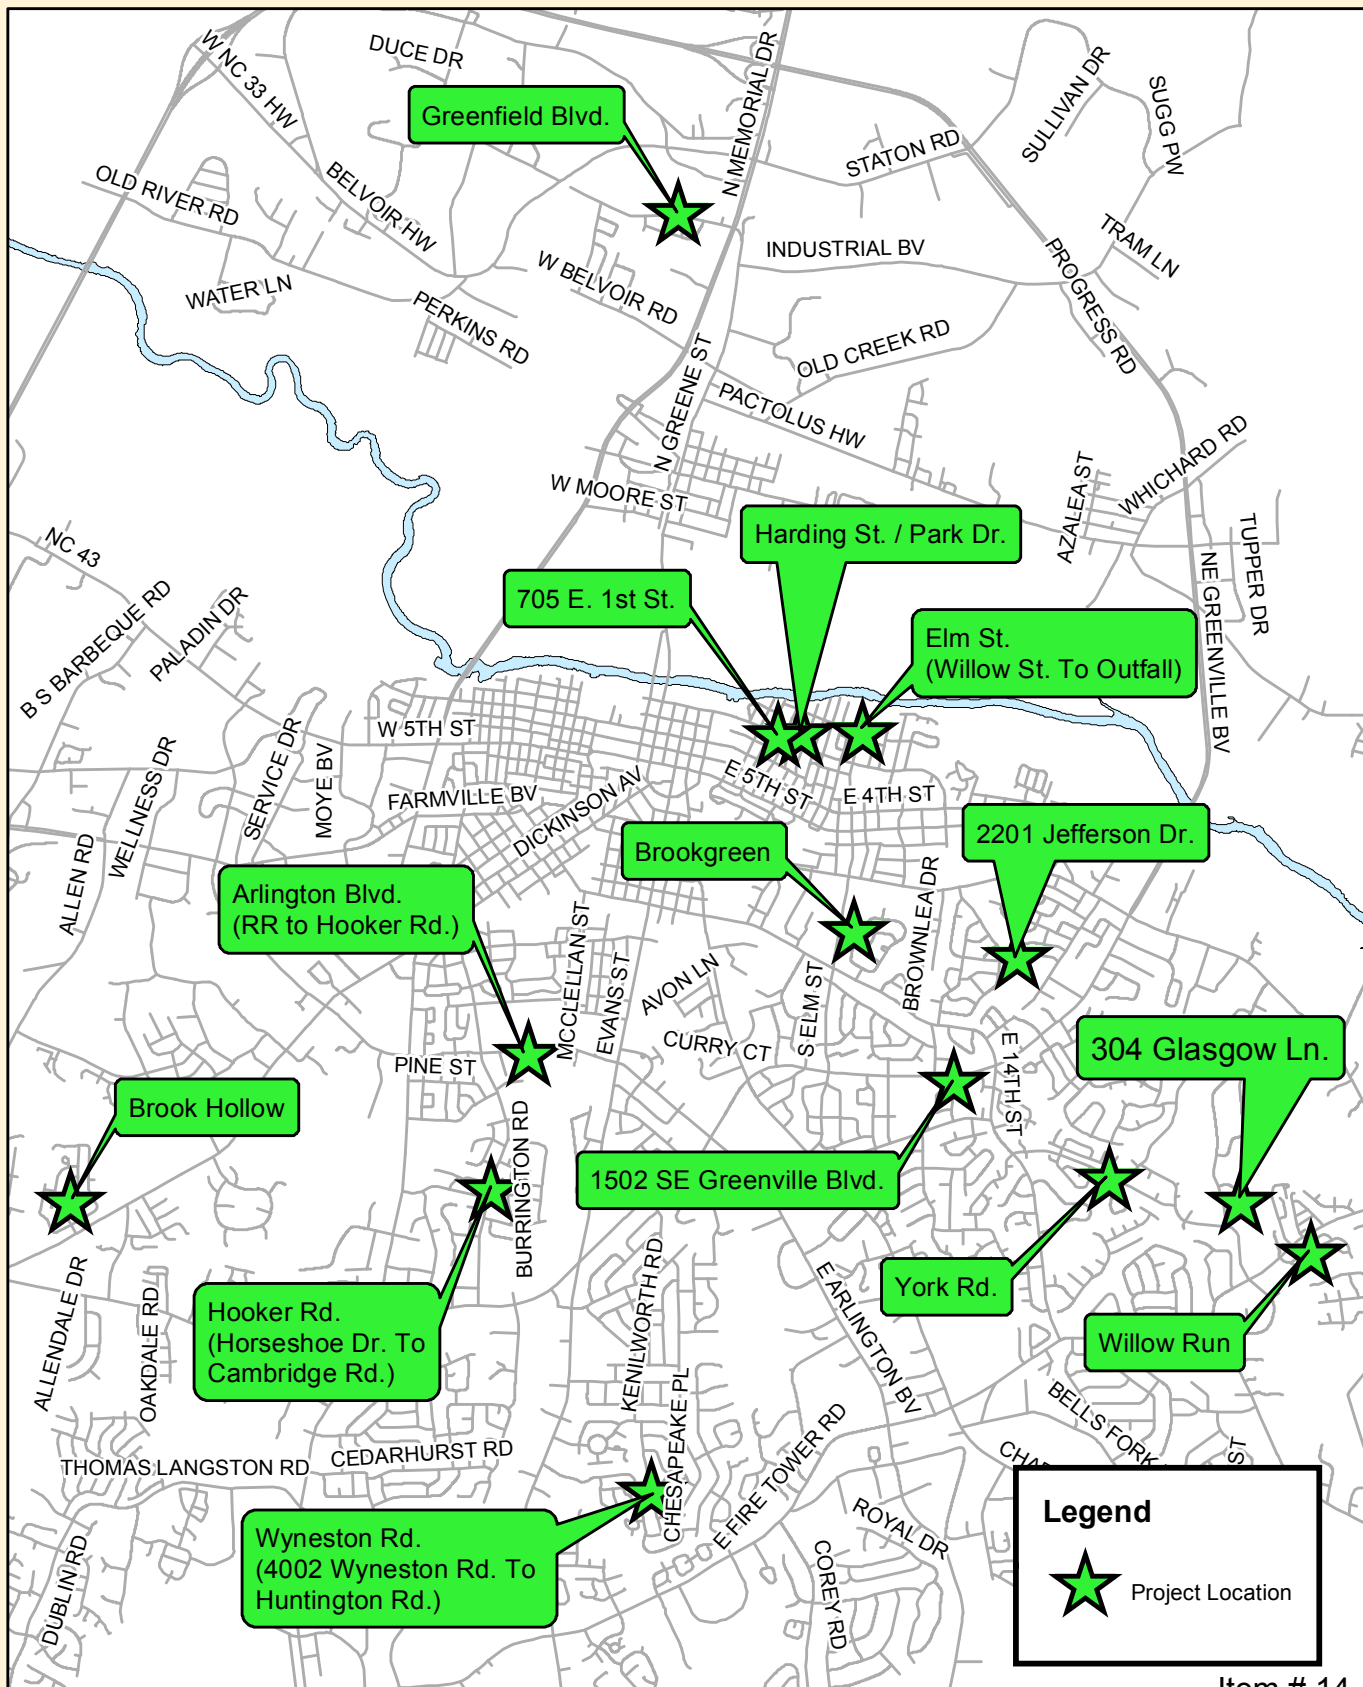 DUCE DR
W NC 33 HW
N MEMORIAL DR
SULLIVAN DR
SUGG PW
Greenfield Blvd.
STATON RD
OLD RIVER RD
BELVOIR HW
TRAM LN
INDUSTRIAL BV
PROGRESS RD
W BELVOIR RD
WATER LN
PERKINS RD
OLD CREEK RD
N GREENE ST
PACTOLUS HW
WHICHARD RD
AZALEA ST
W MOORE ST
Harding St. / Park Dr.
TUPPER DR
NC 43
NE GREENVILLE BV
705 E. 1st St.
B S BARBEQUE RD
PALADIN DR
Elm St.
(Willow St. To Outfall)
W 5TH ST
SERVICE DR
MOYE BV
WELLNESS DR
FARMVILLE BV
DICKINSON AV
E 5TH ST
E 4TH ST
2201 Jefferson Dr.
Brookgreen
ALLEN RD
Arlington Blvd.
(RR to Hooker Rd.)
BROWNLEA DR
MCCLELLAN ST
EVANS ST
AVON LN
S ELM ST
CURRY CT
PINE ST
E 14TH ST
304 Glasgow Ln.
Brook Hollow
BURRINGTON RD
1502 SE Greenville Blvd.
York Rd.
KENILWORTH RD
E ARLINGTON BV
Hooker Rd.
(Horseshoe Dr. To
Cambridge Rd.)
ALLENDALE DR
OAKDALE RD
Willow Run
CHESAPEAKE PL
BELLS FORK
E FIRE TOWER RD
CEDARHURST RD
THOMAS LANGSTON RD
CHA
ST
ROYAL DR
Wyneston Rd.
(4002 Wyneston Rd. To
Huntington Rd.)
COREY RD
DUBLIN RD
Legend
Project Location
Item # 14